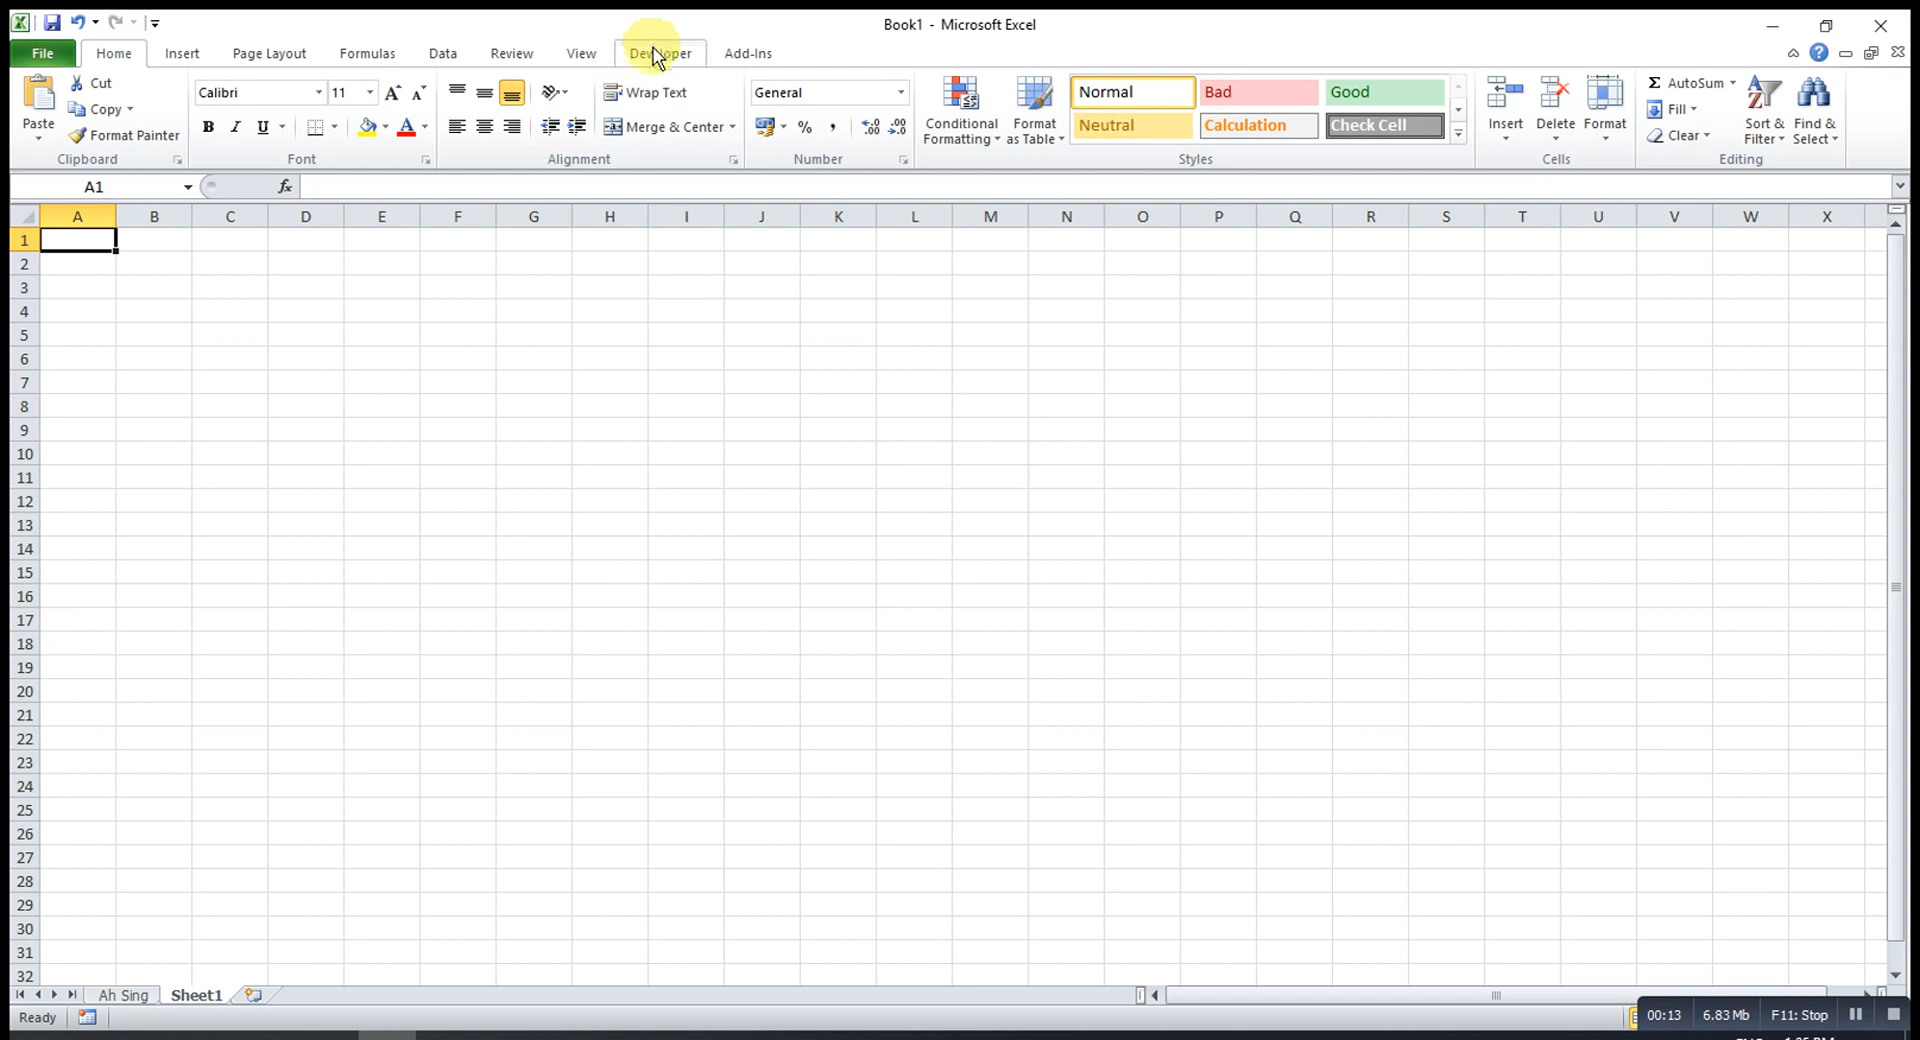 Book1 - Microsoft Excel
File Home Insert Page Layout Formulas Data Review View Developer Add-Ins
Paste
Cut
Copy
Format Painter
Clipboard
Calibri 11
B I U A
Font
Wrap Text
Merge & Center
Alignment
General
% ,
Number
Conditional Formatting
Format as Table
Normal Bad Good
Neutral Calculation Check Cell
Styles
Insert Delete Format
Cells
Σ AutoSum
Fill
Clear
Sort & Filter
Find & Select
Editing
A1 fx
A B C D E F G H I J K L M N O P Q R S T U V W X
1
2
3
4
5
6
7
8
9
10
11
12
13
14
15
16
17
18
19
20
21
22
23
24
25
26
27
28
29
30
31
32
Ah Sing Sheet1
Ready
00:13 6.83 Mb F11: Stop